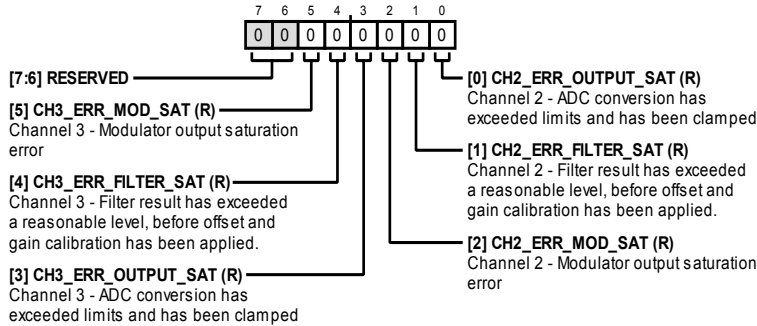 7 6 5 4 3 2 1 0
0 0 0 0 0 0 0 0
[7:6] RESERVED
[5] CH3_ERR_MOD_SAT (R)
Channel 3 - Modulator output saturation
error
[4] CH3_ERR_FILTER_SAT (R)
Channel 3 - Filter result has exceeded
a reasonable level, before offset and
gain calibration has been applied.
[3] CH3_ERR_OUTPUT_SAT (R)
Channel 3 - ADC conversion has
exceeded limits and has been clamped
[0] CH2_ERR_OUTPUT_SAT (R)
Channel 2 - ADC conversion has
exceeded limits and has been clamped
[1] CH2_ERR_FILTER_SAT (R)
Channel 2 - Filter result has exceeded
a reasonable level, before offset and
gain calibration has been applied.
[2] CH2_ERR_MOD_SAT (R)
Channel 2 - Modulator output saturation
error